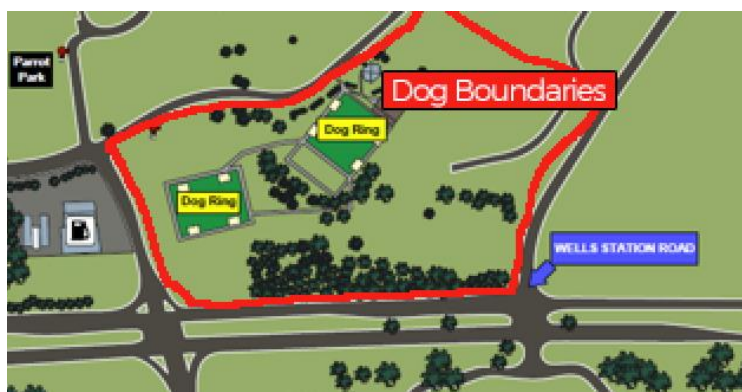 Parrot
Park
Dog Boundaries
Dog Ring
Dog Ring
WELLS STATION ROAD